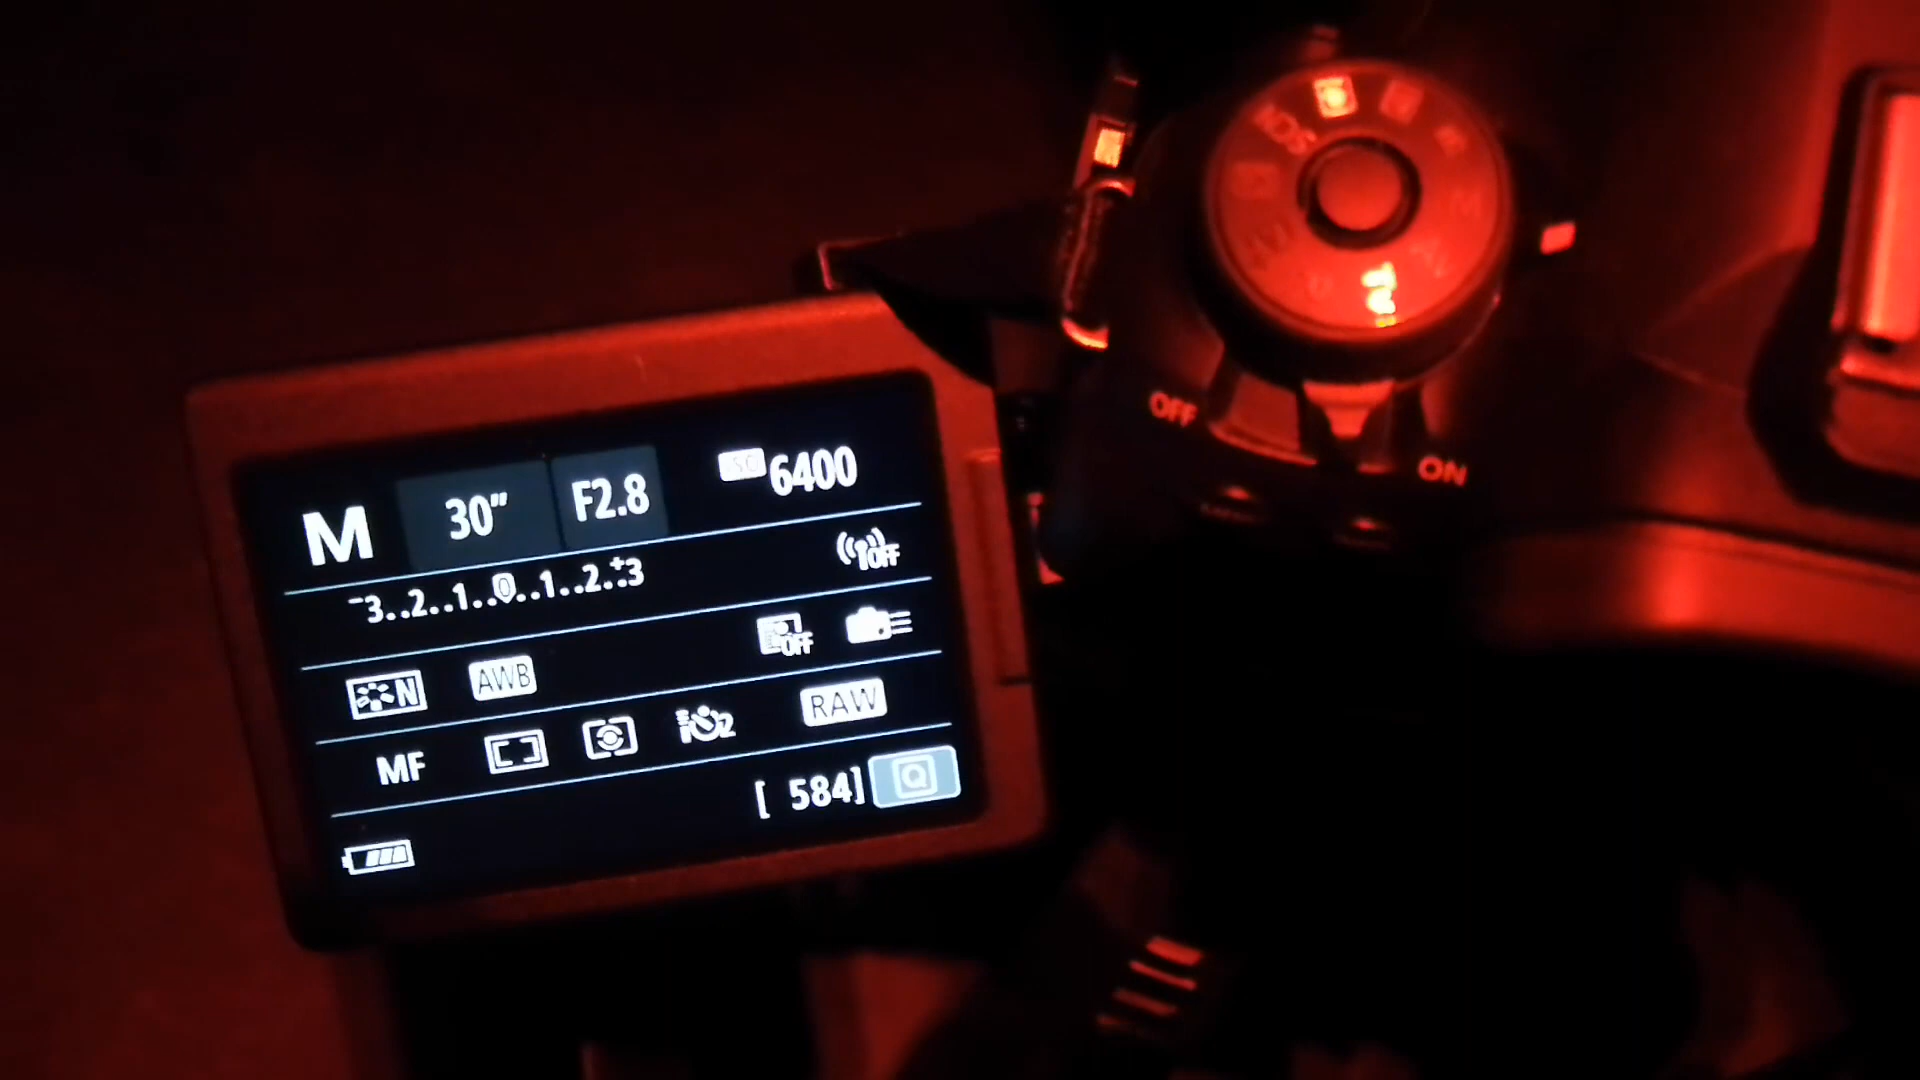 M 30" F2.8 ISO 6400
-3..2..1..0..1..2..+3 OFF
OFF
N AWB
MF 2 RAW
[ 584] Q
OFF
ON